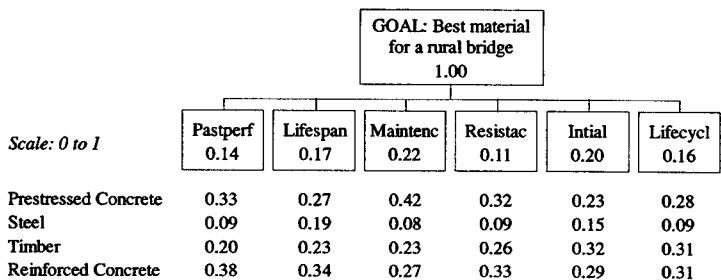 GOAL: Best material
for a rural bridge
1.00
Scale: 0 to 1
Pastperf Lifespan Maintenc Resistac Intial Lifecycl
0.14 0.17 0.22 0.11 0.20 0.16
Prestressed Concrete 0.33 0.27 0.42 0.32 0.23 0.28
Steel 0.09 0.19 0.08 0.09 0.15 0.09
Timber 0.20 0.23 0.23 0.26 0.32 0.31
Reinforced Concrete 0.38 0.34 0.27 0.33 0.29 0.31